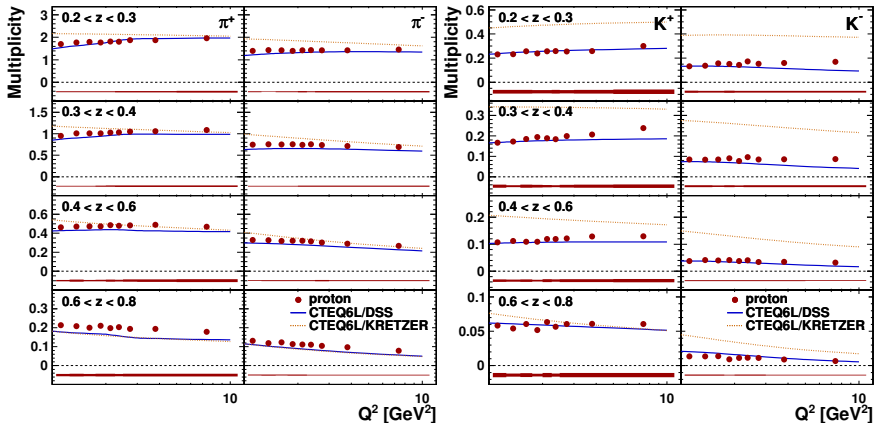 Multiplicity
0.2 < z < 0.3
π⁺
π⁻
3
2
1
0
0.3 < z < 0.4
1.5
1.0
0.5
0
0.4 < z < 0.6
0.6
0.4
0.2
0
0.6 < z < 0.8
0.3
0.2
0.1
0
proton
CTEQ6L/DSS
CTEQ6L/KRETZER
10
10
Q² [GeV²]
Multiplicity
0.2 < z < 0.3
K⁺
K⁻
0.6
0.4
0.2
0
0.3 < z < 0.4
0.3
0.2
0.1
0
0.4 < z < 0.6
0.2
0.1
0
0.6 < z < 0.8
0.1
0.05
0
proton
CTEQ6L/DSS
CTEQ6L/KRETZER
10
10
Q² [GeV²]